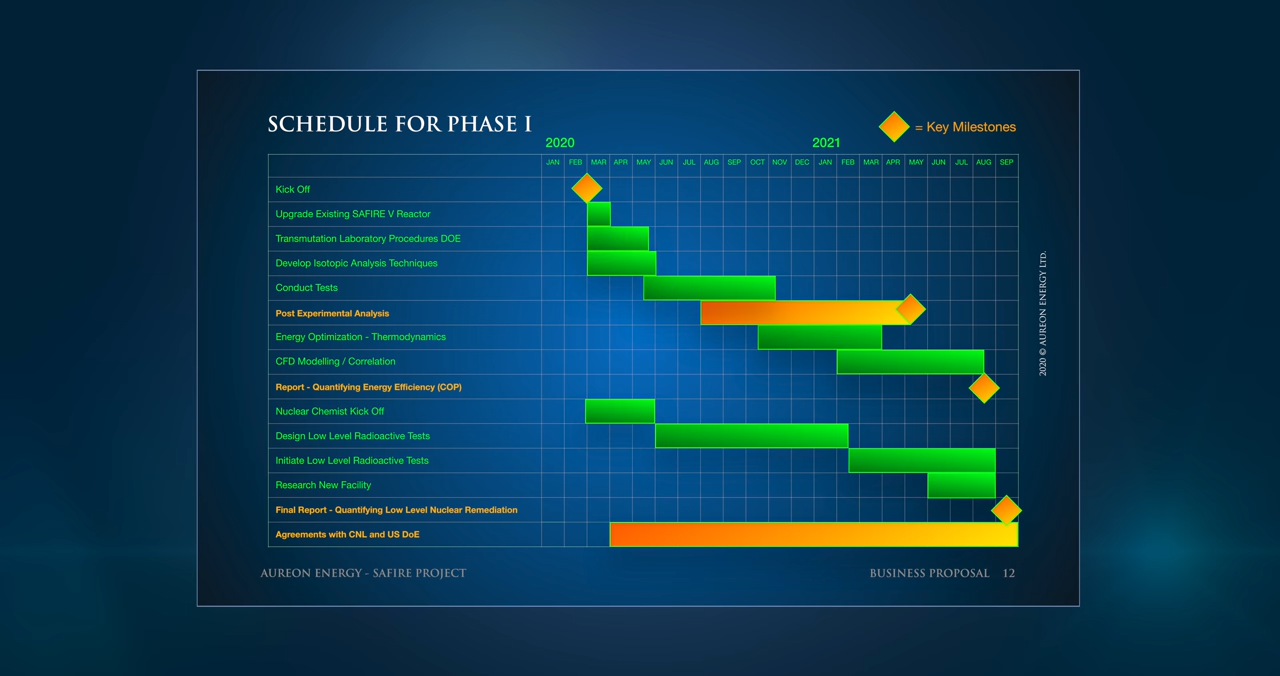 SCHEDULE FOR PHASE I
= Key Milestones
2020 2021
JAN FEB MAR APR MAY JUN JUL AUG SEP OCT NOV DEC JAN FEB MAR APR MAY JUN JUL AUG SEP
Kick Off
Upgrade Existing SAFIRE V Reactor
Transmutation Laboratory Procedures DOE
Develop Isotopic Analysis Techniques
Conduct Tests
Post Experimental Analysis
Energy Optimization - Thermodynamics
CFD Modelling / Correlation
Report - Quantifying Energy Efficiency (COP)
Nuclear Chemist Kick Off
Design Low Level Radioactive Tests
Initiate Low Level Radioactive Tests
Research New Facility
Final Report - Quantifying Low Level Nuclear Remediation
Agreements with CNL and US DoE
2020 © AUREON ENERGY LTD.
AUREON ENERGY - SAFIRE PROJECT
BUSINESS PROPOSAL 12